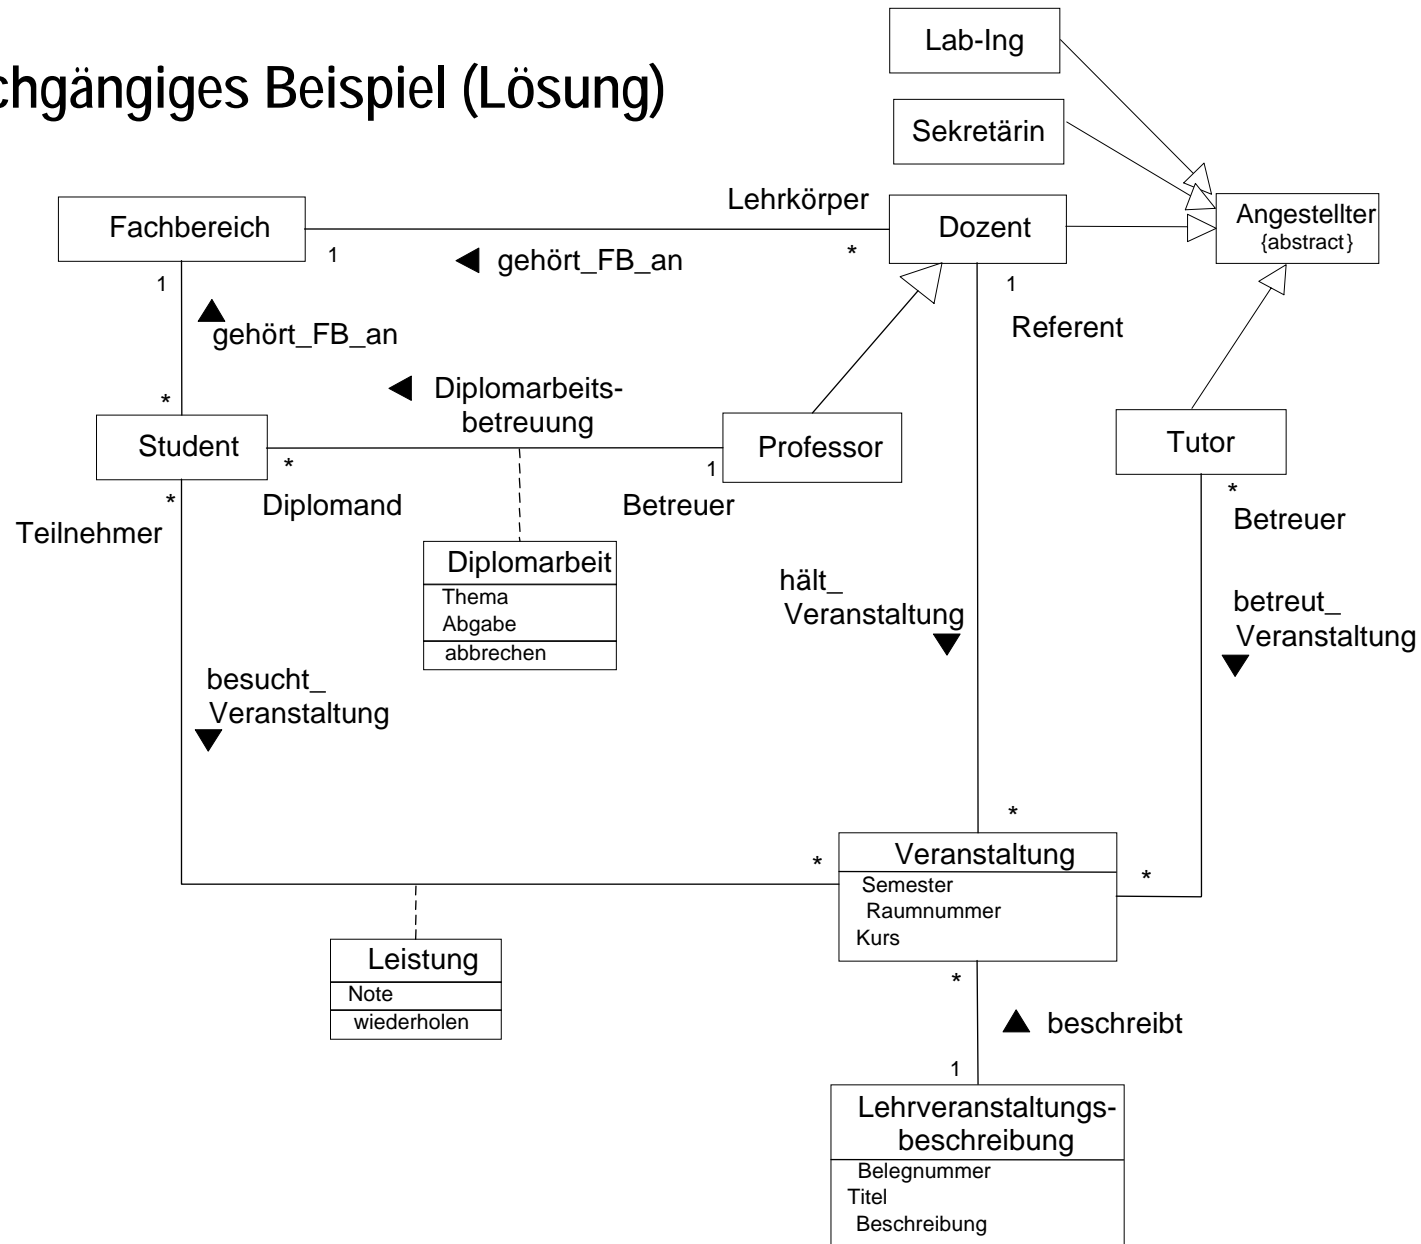 chgängiges Beispiel (Lösung)
Lab-Ing
Sekretärin
Fachbereich
Lehrkörper
Dozent
Angestellter
{abstract}
1
gehört_FB_an
*
1
gehört_FB_an
1
Referent
Diplomarbeits-
betreuung
*
Student
*
Diplomand
1
Betreuer
Professor
Tutor
*
Betreuer
*
Teilnehmer
Diplomarbeit
Thema
Abgabe
abbrechen
hält_
Veranstaltung
betreut_
Veranstaltung
besucht_
Veranstaltung
*
*
*
Veranstaltung
Semester
Raumnummer
Kurs
Leistung
Note
wiederholen
*
beschreibt
1
Lehrveranstaltungs-
beschreibung
Belegnummer
Titel
Beschreibung